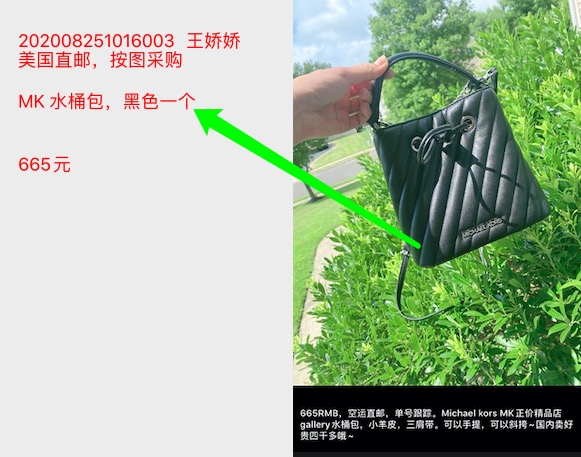 202008251016003 王娇娇
美国直邮，按图采购
MK 水桶包，黑色一个
665元
MICHAEL KORS
665RMB，空运直邮，单号跟踪。Michael kors MK正价精品店
gallery水桶包，小羊皮，三肩带。可以手提，可以斜挎~国内卖好
贵四千多哦~